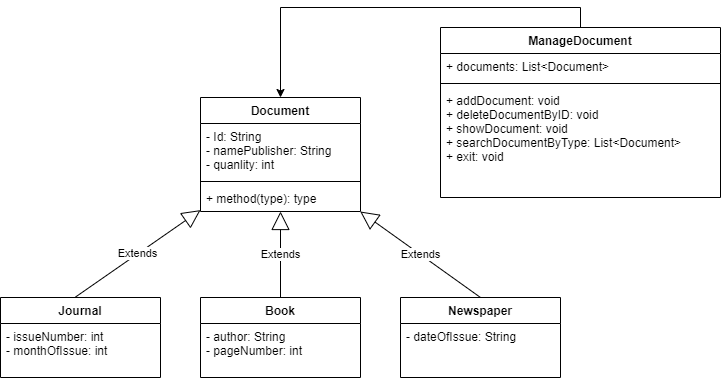 ManageDocument
+ documents: List<Document>
+ addDocument: void
+ deleteDocumentByID: void
+ showDocument: void
+ searchDocumentByType: List<Document>
+ exit: void
Document
- Id: String
- namePublisher: String
- quanlity: int
+ method(type): type
Extends
Extends
Extends
Journal
- issueNumber: int
- monthOfIssue: int
Book
- author: String
- pageNumber: int
Newspaper
- dateOfIssue: String